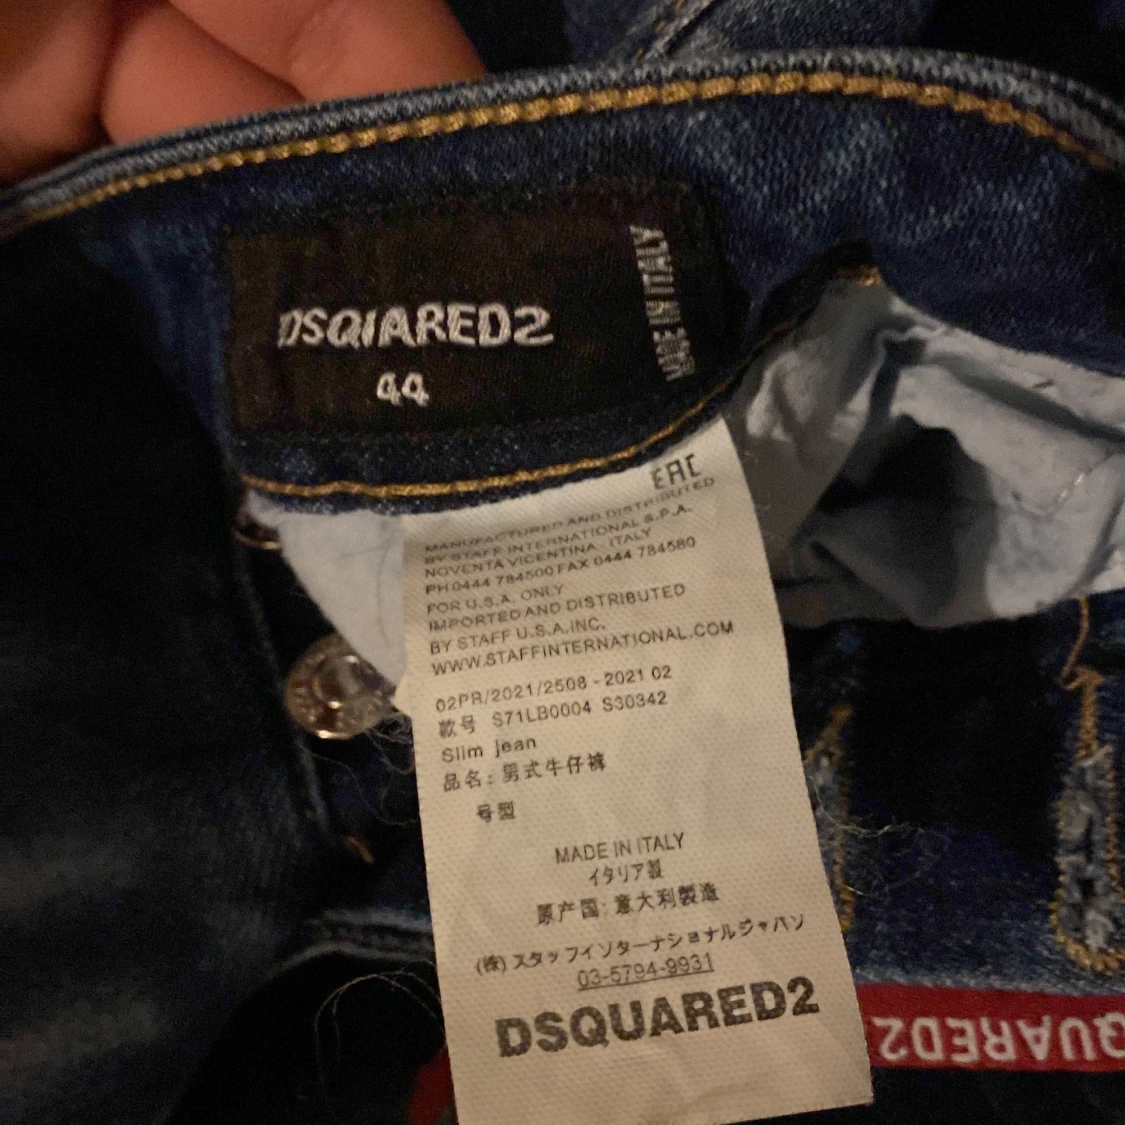 DSQUARED2
44
MADE IN ITALY
EAC
MANUFACTURED AND DISTRIBUTED
BY STAFF INTERNATIONAL S.P.A.
NOVENTA VICENTINA, ITALY
PH.0444 784500 FAX 0444 784580
FOR U.S.A. ONLY
IMPORTED AND DISTRIBUTED
BY STAFF U.S.A.INC.
WWW.STAFFINTERNATIONAL.COM
02PR/2021/2508 - 2021 02
款号 S71LB0004 S30342
Slim jean
品名: 男式牛仔裤
号型
MADE IN ITALY
イタリア製
原产国: 意大利製造
(株) スタッフインターナショナルジャパン
03-5794-9931
DSQUARED2
QUARED2